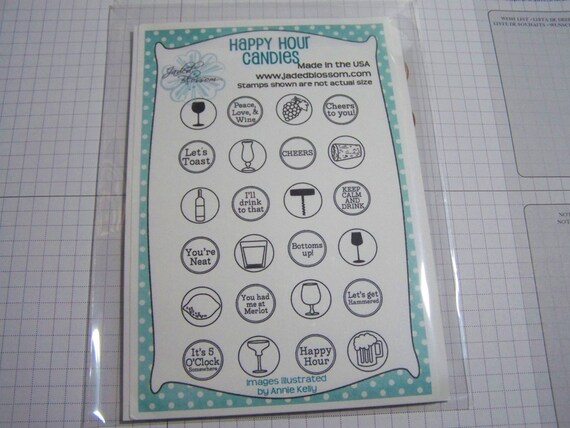 Happy Hour
Candies
Jaded
Blossom
Made in the USA
www.jadedblossom.com
Stamps shown are not actual size
Peace,
Love, &
Wine
Cheers
to you!
Let's
Toast
CHEERS
I'll
drink
to that
KEEP
CALM
AND
DRINK
You're
Neat
Bottoms
up!
You had
me at
Merlot
Let's get
Hammered
It's 5
O'Clock
Somewhere
Happy
Hour
Images illustrated
by Annie Kelly